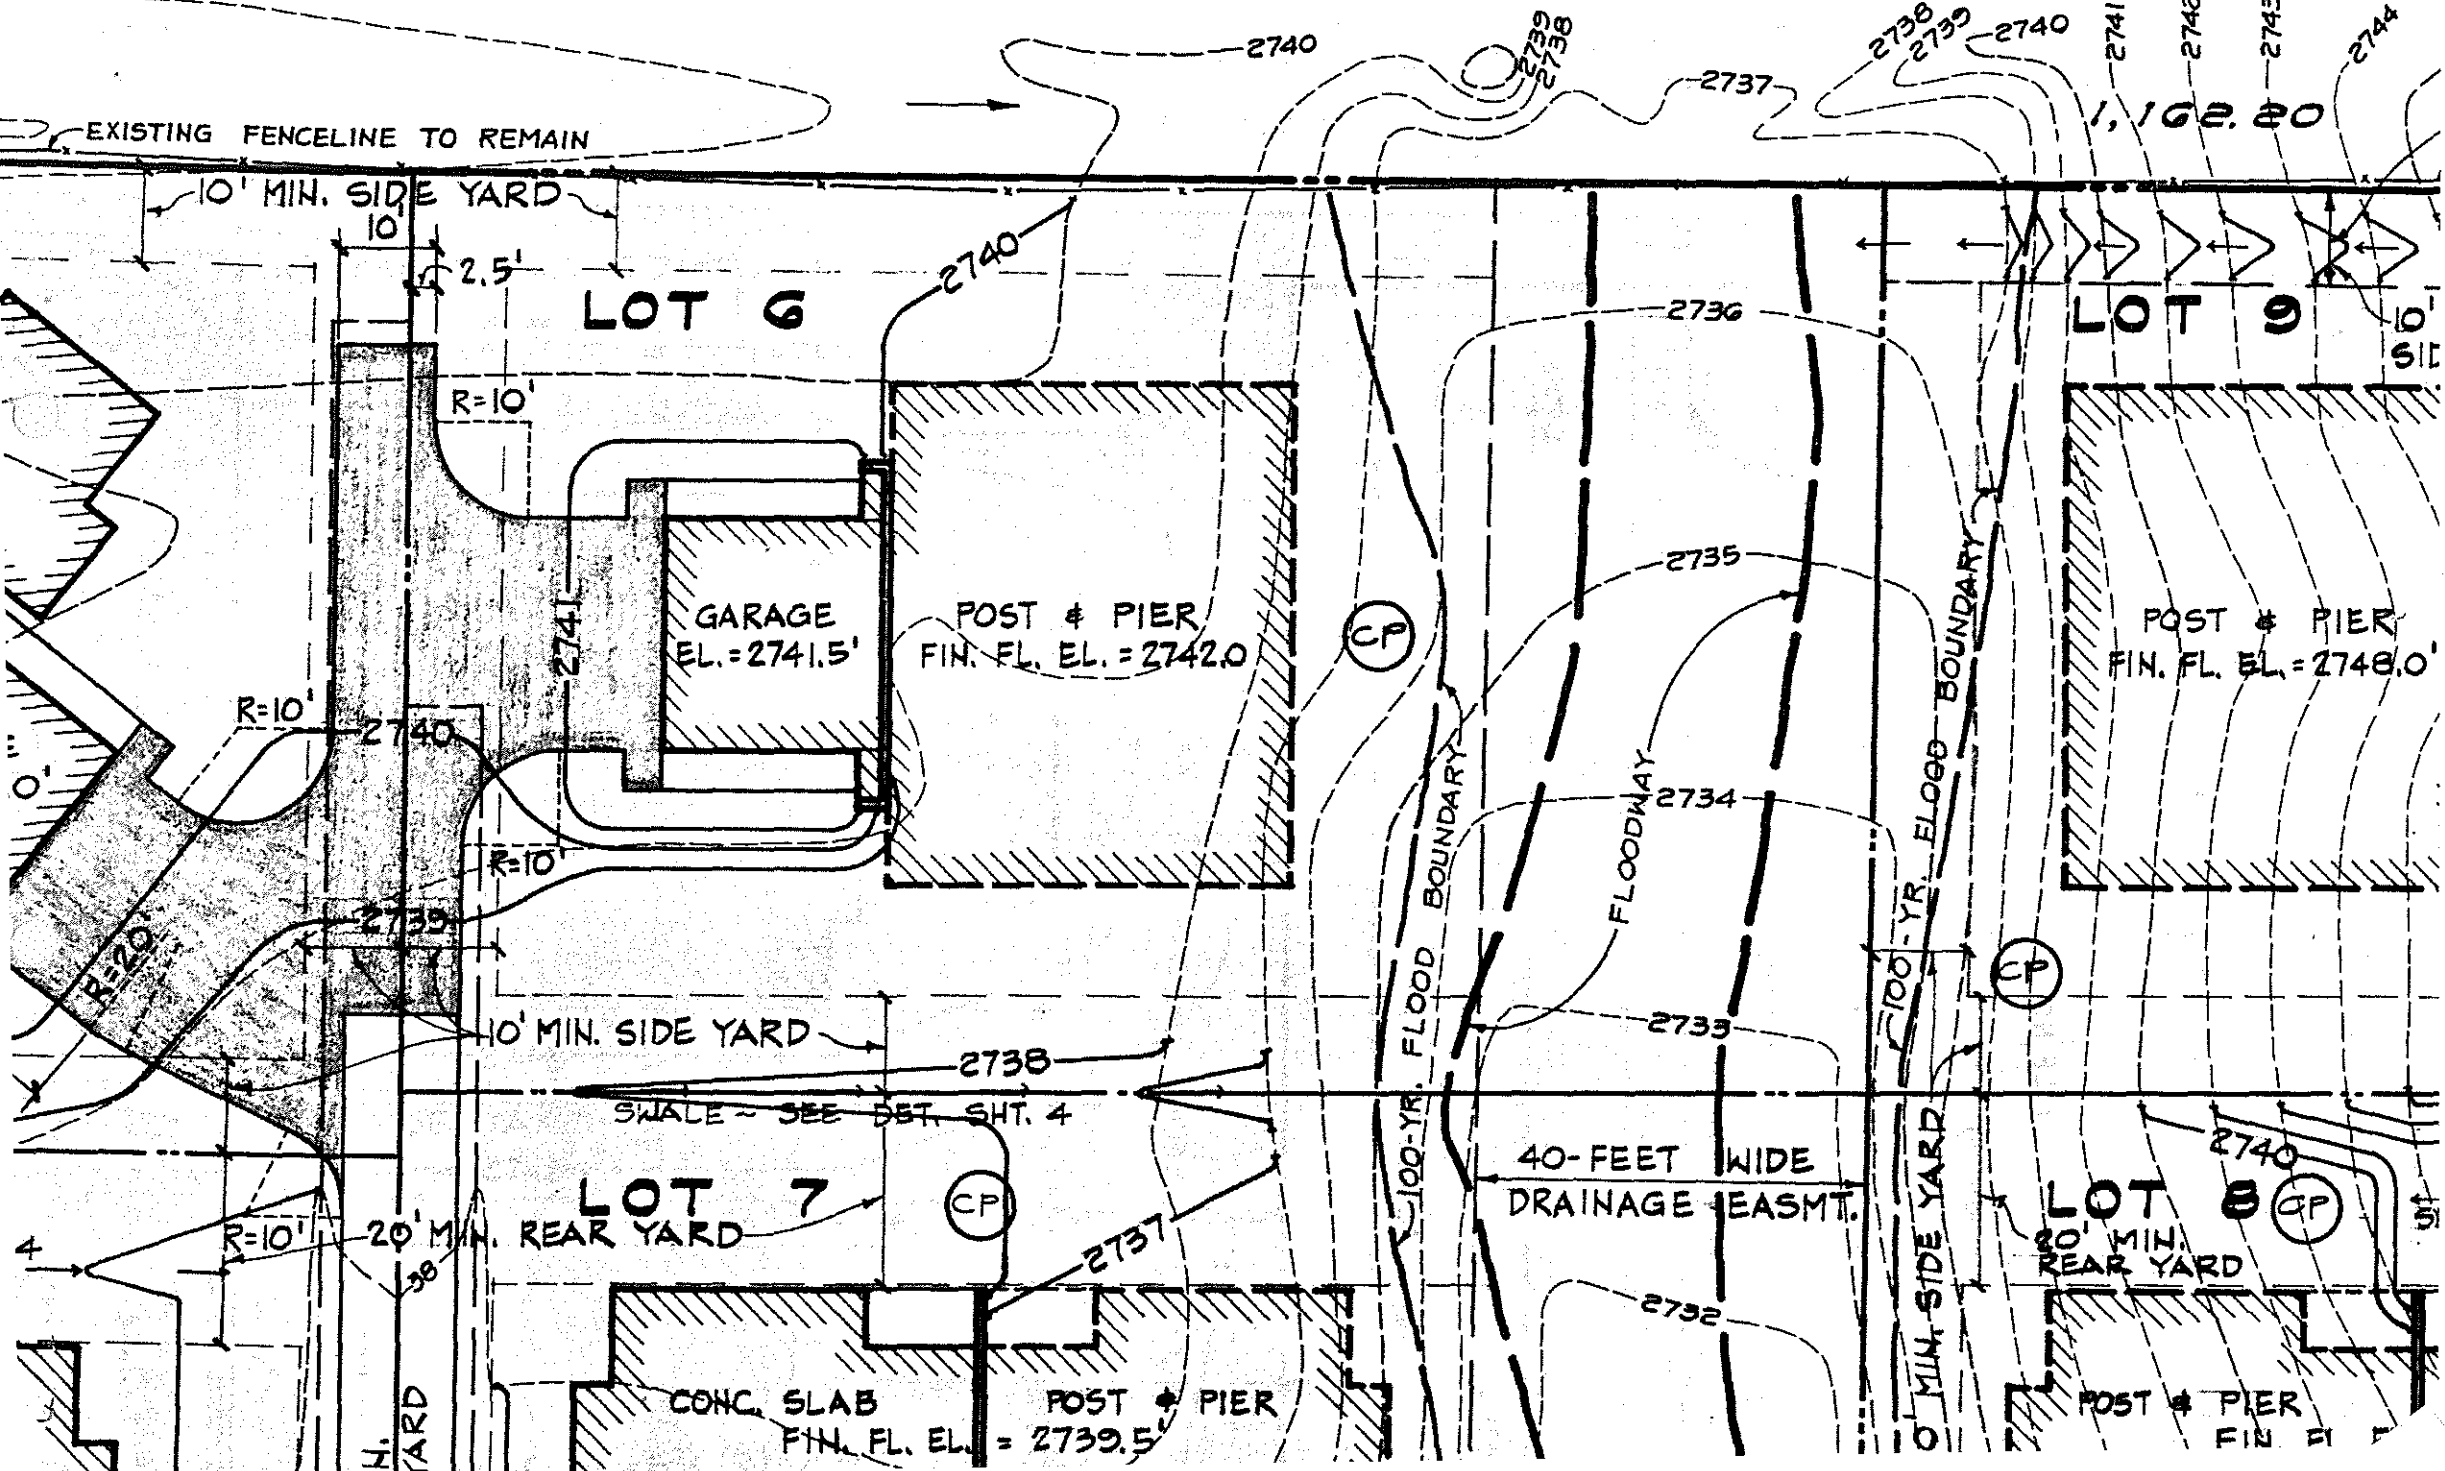 2740
2739
2738
2737
2738
2739
2740
2741
2744
1,162.20
EXISTING FENCELINE TO REMAIN
10' MIN. SIDE YARD
10'
2.5'
2740
LOT 6
2736
LOT 9
10'
R=10'
2735
2741
GARAGE
EL.=2741.5'
POST & PIER
FIN. FL. EL. = 2742.0
CP
100-YR. FLOOD BOUNDARY
POST & PIER
FIN. FL. EL. = 2748.0'
R=10'
2740
0'
2734
FLOODWAY
100-YR. FLOOD BOUNDARY
R=10'
2739
R=20'
CP
10' MIN. SIDE YARD
2738
2733
SWALE ~ SEE DET. SHT. 4
40-FEET WIDE
DRAINAGE EASMT.
2740
LOT 7
CP
LOT 8
CP
20' MIN. REAR YARD
R=10'
4
38
2737
20' MIN.
REAR YARD
0' MIN. SIDE YARD
2732
CONC. SLAB
POST & PIER
FIN. FL. EL. = 2739.5'
POST & PIER
YARD